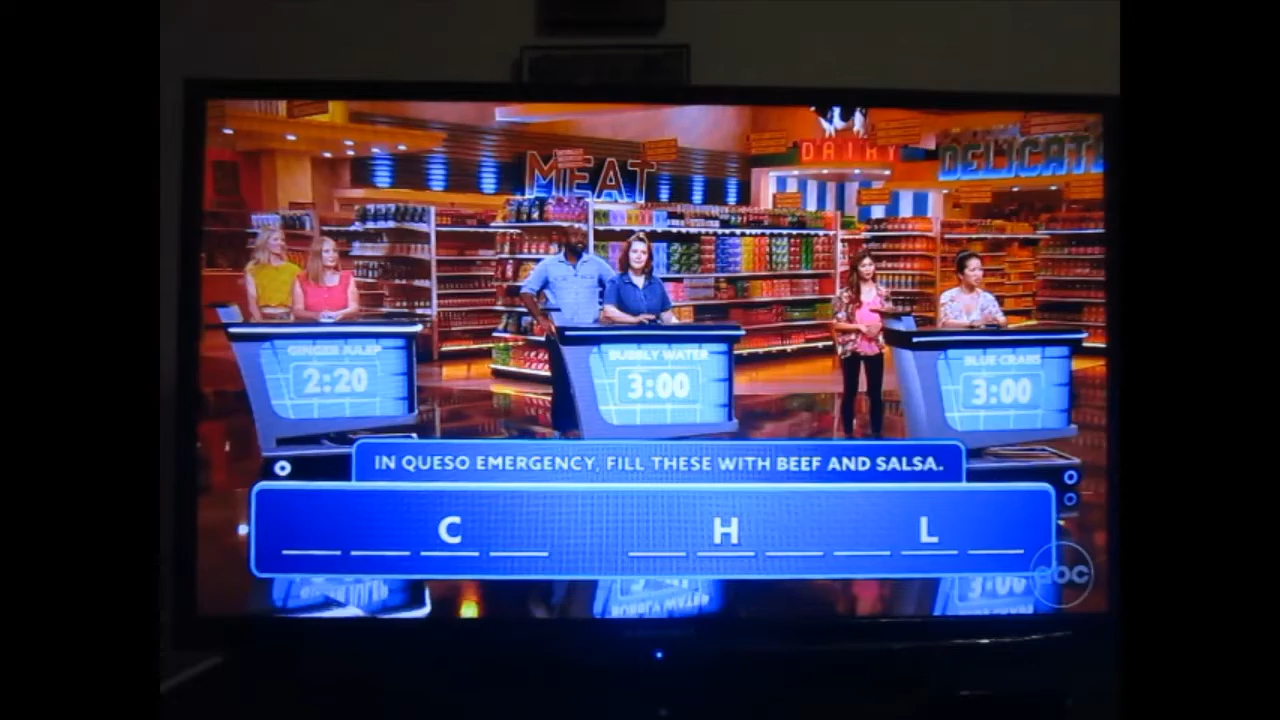 MEAT
DAIRY
DELICAT
GINGER JULEP
2:20
BUBBLY WATER
3:00
BLUE CRABS
3:00
IN QUESO EMERGENCY, FILL THESE WITH BEEF AND SALSA.
C H L
abc